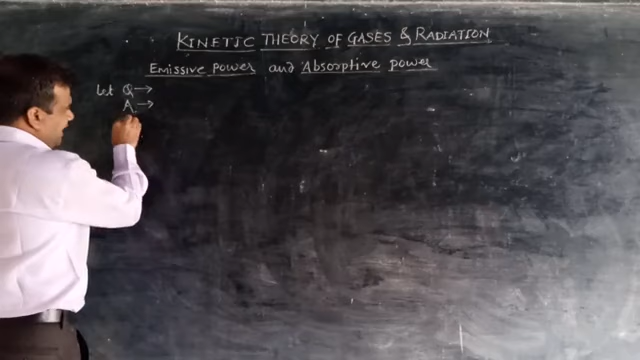 KINETIC THEORY OF GASES & RADIATION
Emissive power and Absorptive power
Let Q→
A→